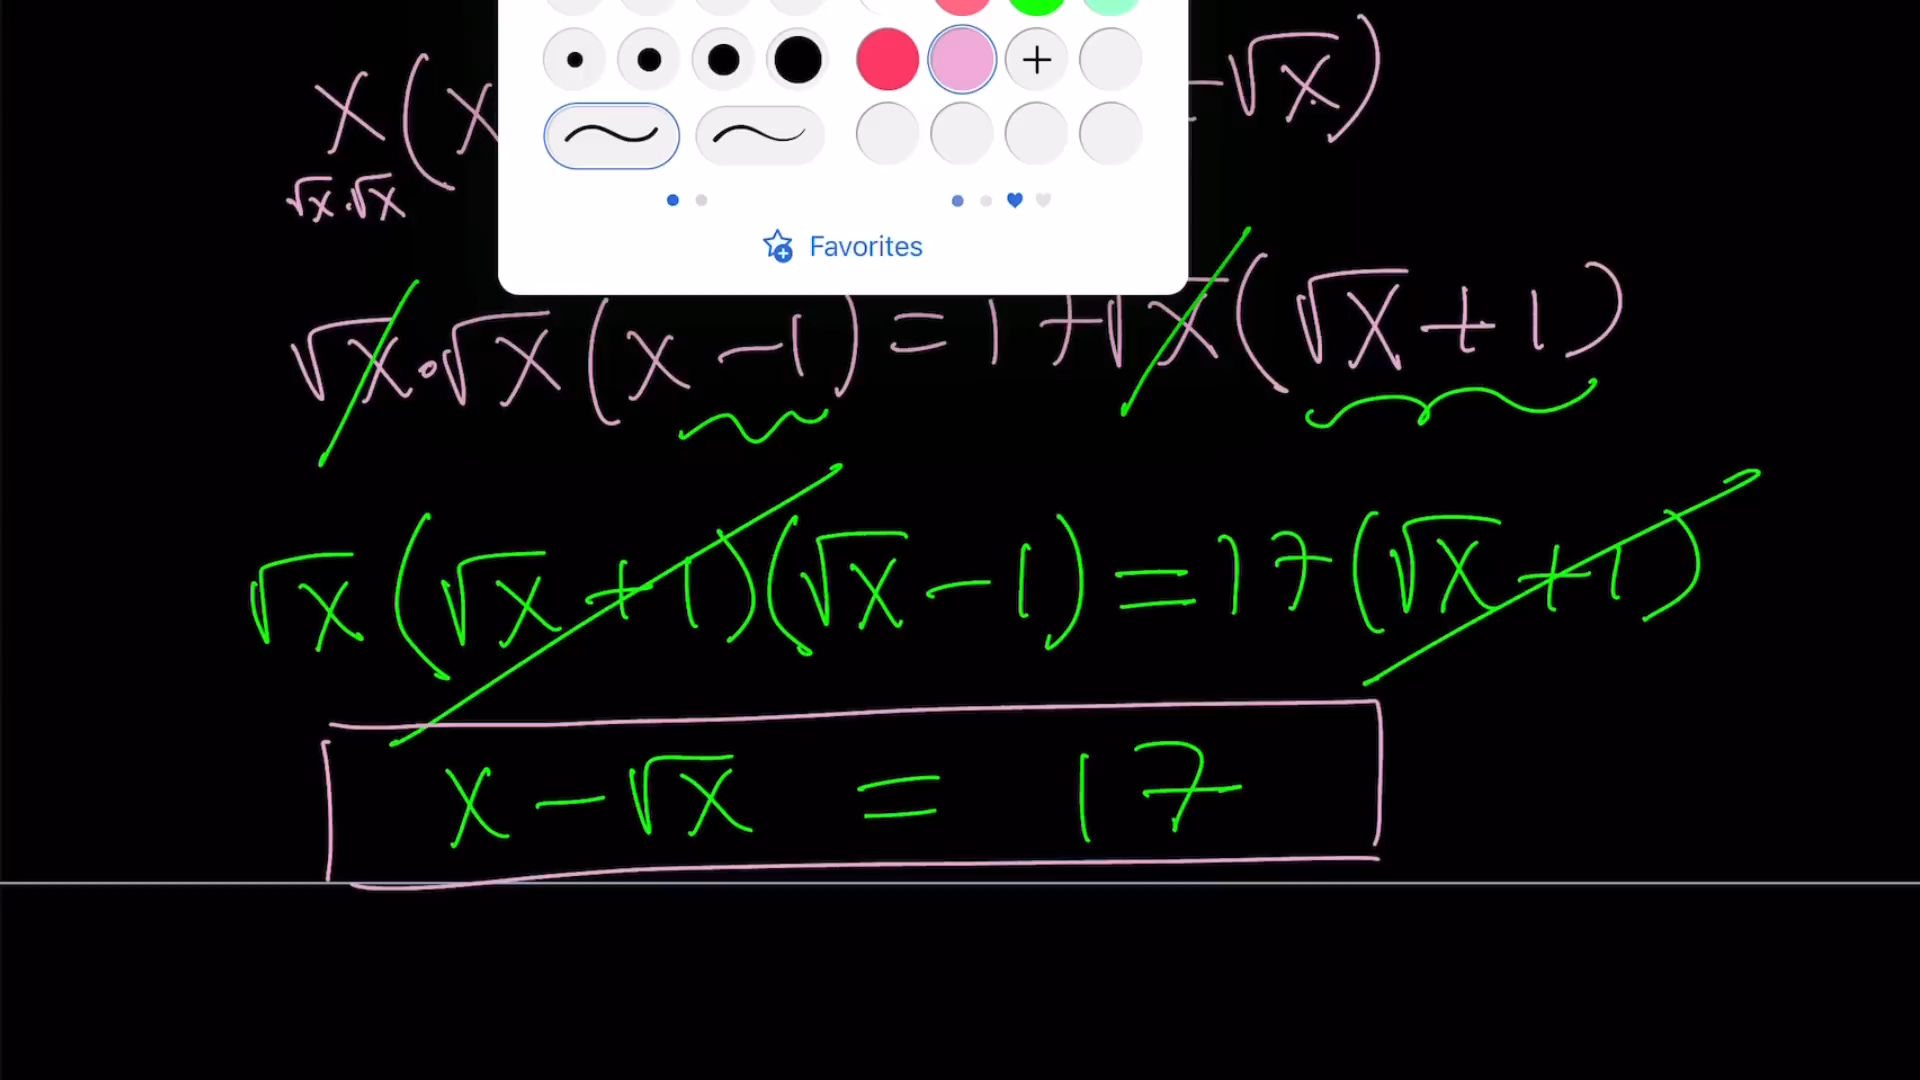 x(x -√x)
√x·√x
Favorites
√x·√x(x-1)=17√x(√x+1)
√x(√x+1)(√x-1)=17(√x+1)
x-√x = 17